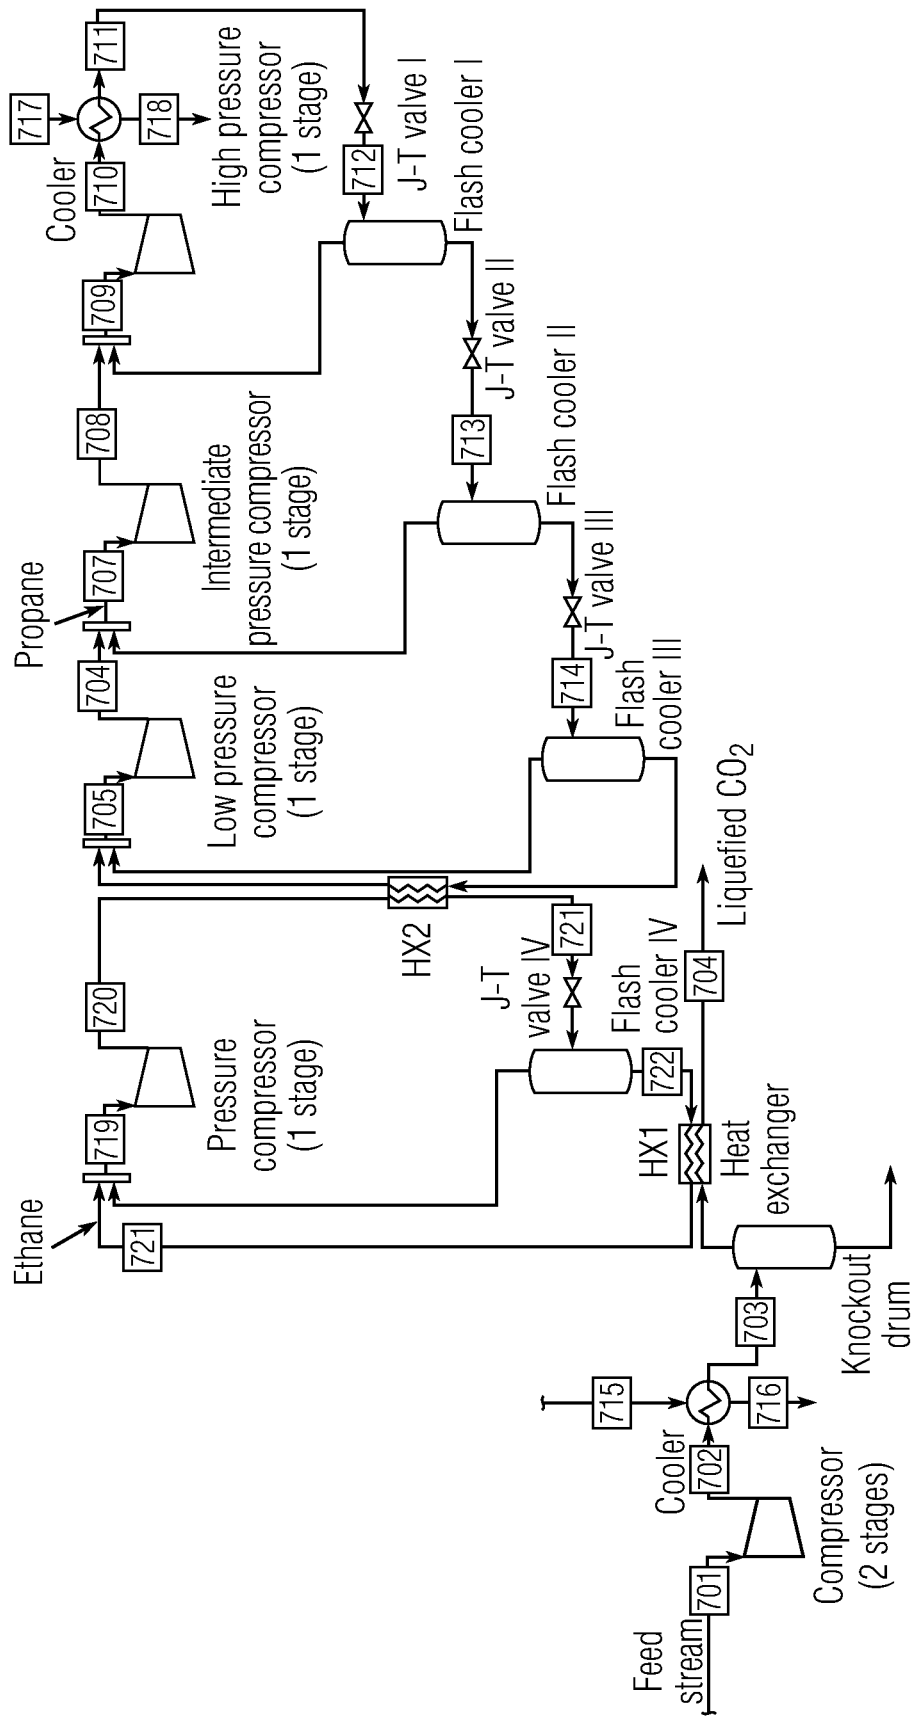 Feed
stream
701
Compressor
(2 stages)
702
Cooler
715
716
703
Knockout
drum
Heat
exchanger
HX1
704
Liquefied CO2
Ethane
721
719
Pressure
compressor
(1 stage)
720
722
Flash
cooler IV
J-T
valve IV
721
HX2
705
Low pressure
compressor
(1 stage)
704
Flash
cooler III
714
J-T valve III
Propane
707
Intermediate
pressure compressor
(1 stage)
708
Flash cooler II
713
J-T valve II
709
High pressure
compressor
(1 stage)
710
Cooler
717
718
711
712
J-T valve I
Flash cooler I